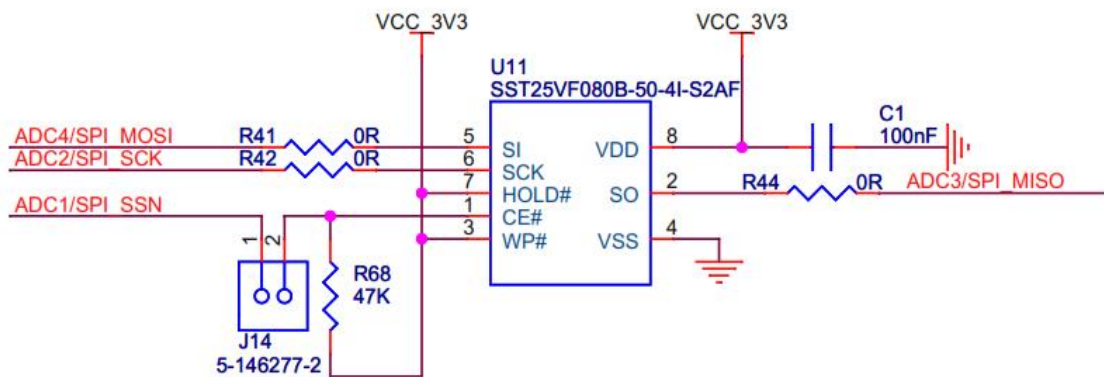 VCC_3V3
VCC_3V3
U11
SST25VF080B-50-4I-S2AF
C1
100nF
ADC4/SPI_MOSI
R41
0R
5
SI
VDD
8
ADC2/SPI_SCK
R42
0R
6
SCK
7
HOLD#
SO
2
R44
0R
ADC3/SPI_MISO
ADC1/SPI_SSN
1
CE#
3
WP#
VSS
4
1
2
R68
47K
J14
5-146277-2